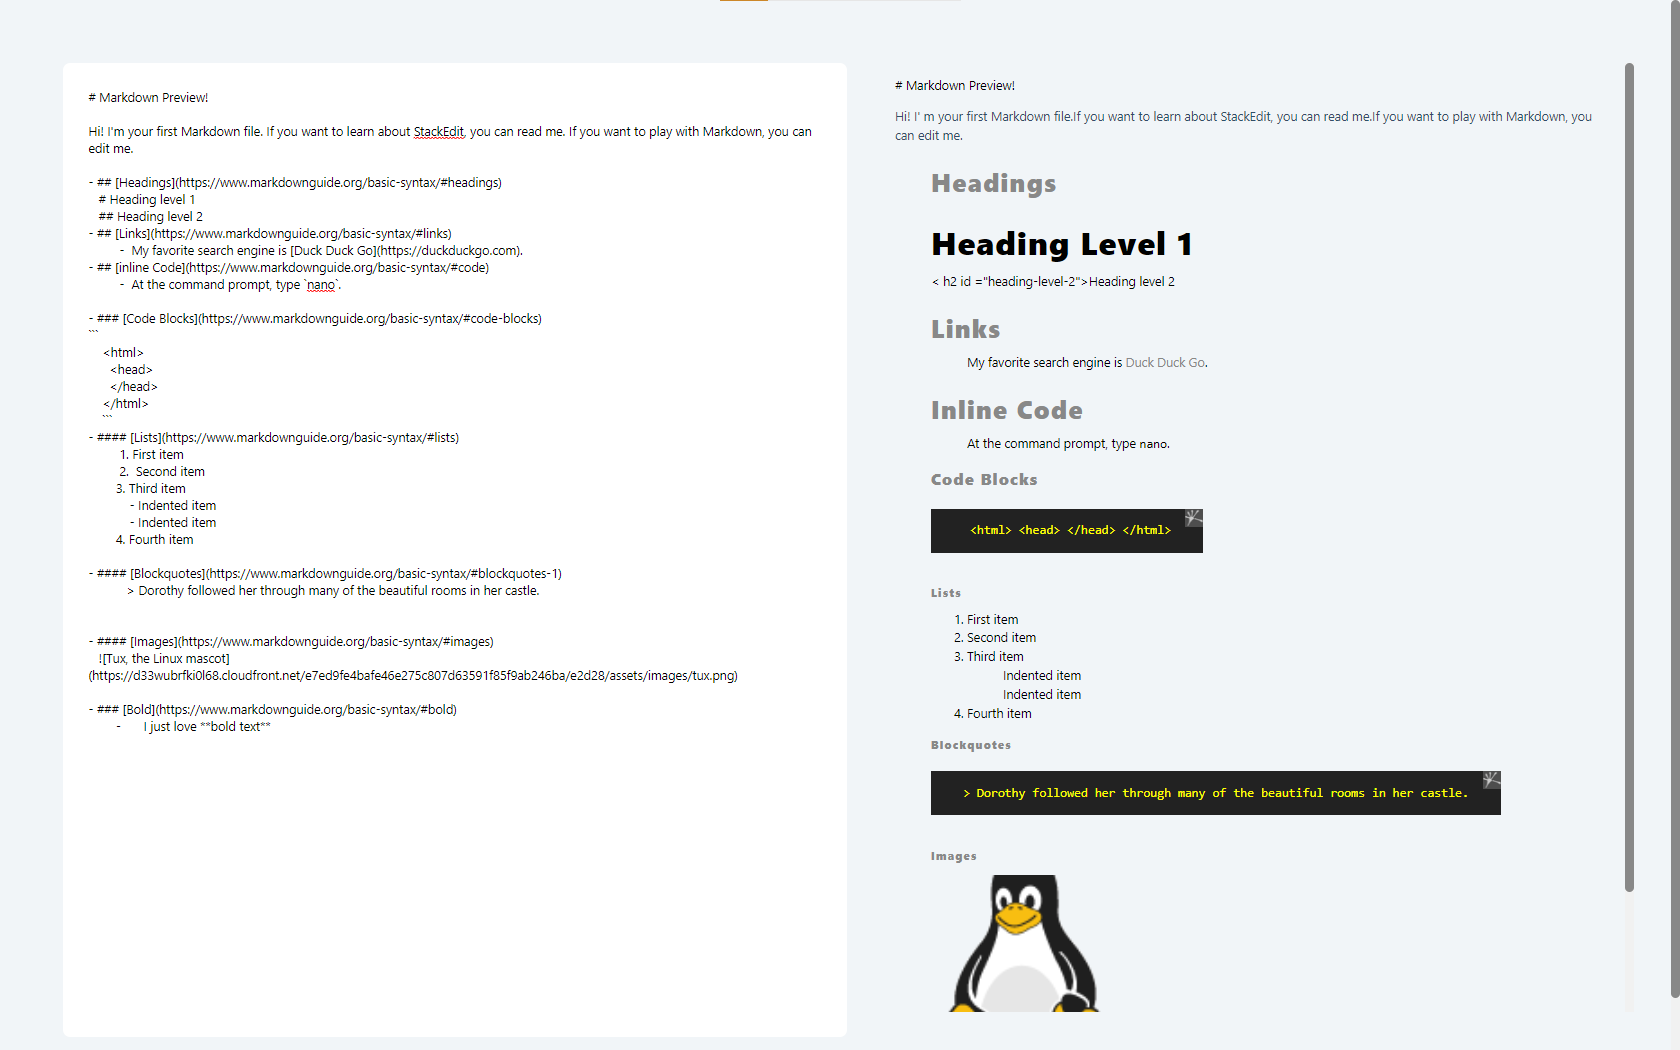 # Markdown Preview!
Hi! I'm your first Markdown file. If you want to learn about StackEdit, you can read me. If you want to play with Markdown, you can
edit me.
- ## [Headings](https://www.markdownguide.org/basic-syntax/#headings)
# Heading level 1
## Heading level 2
- ## [Links](https://www.markdownguide.org/basic-syntax/#links)
- My favorite search engine is [Duck Duck Go](https://duckduckgo.com).
- ## [inline Code](https://www.markdownguide.org/basic-syntax/#code)
- At the command prompt, type `nano`.
- ### [Code Blocks](https://www.markdownguide.org/basic-syntax/#code-blocks)
```
<html>
<head>
</head>
</html>
```
- #### [Lists](https://www.markdownguide.org/basic-syntax/#lists)
1. First item
2. Second item
3. Third item
- Indented item
- Indented item
4. Fourth item
- #### [Blockquotes](https://www.markdownguide.org/basic-syntax/#blockquotes-1)
> Dorothy followed her through many of the beautiful rooms in her castle.
- #### [Images](https://www.markdownguide.org/basic-syntax/#images)
![Tux, the Linux mascot]
(https://d33wubrfki0l68.cloudfront.net/e7ed9fe4bafe46e275c807d63591f85f9ab246ba/e2d28/assets/images/tux.png)
- ### [Bold](https://www.markdownguide.org/basic-syntax/#bold)
- I just love **bold text**
# Markdown Preview!
Hi! I' m your first Markdown file.If you want to learn about StackEdit, you can read me.If you want to play with Markdown, you
can edit me.
Headings
Heading Level 1
< h2 id ="heading-level-2">Heading level 2
Links
My favorite search engine is Duck Duck Go.
Inline Code
At the command prompt, type nano.
Code Blocks
<html> <head> </head> </html>
Lists
1. First item
2. Second item
3. Third item
Indented item
Indented item
4. Fourth item
Blockquotes
> Dorothy followed her through many of the beautiful rooms in her castle.
Images